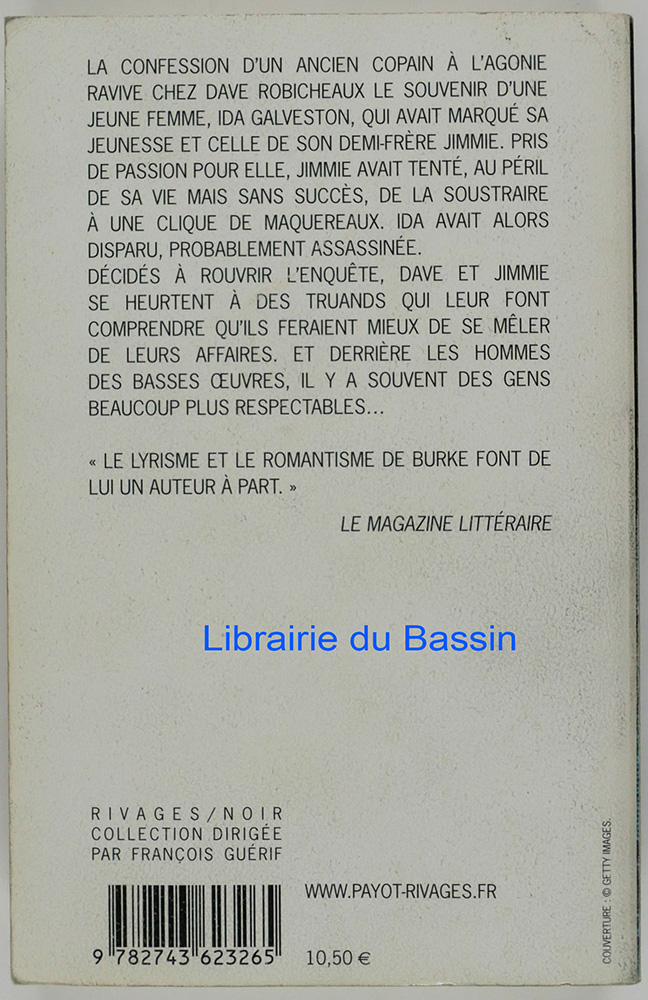 LA CONFESSION D'UN ANCIEN COPAIN À L'AGONIE
RAVIVE CHEZ DAVE ROBICHEAUX LE SOUVENIR D'UNE
JEUNE FEMME, IDA GALVESTON, QUI AVAIT MARQUÉ SA
JEUNESSE ET CELLE DE SON DEMI-FRÈRE JIMMIE. PRIS
DE PASSION POUR ELLE, JIMMIE AVAIT TENTÉ, AU PÉRIL
DE SA VIE MAIS SANS SUCCÈS, DE LA SOUSTRAIRE
À UNE CLIQUE DE MAQUEREAUX. IDA AVAIT ALORS
DISPARU, PROBABLEMENT ASSASSINÉE.
DÉCIDÉS À ROUVRIR L'ENQUÊTE, DAVE ET JIMMIE
SE HEURTENT À DES TRUANDS QUI LEUR FONT
COMPRENDRE QU'ILS FERAIENT MIEUX DE SE MÊLER
DE LEURS AFFAIRES. ET DERRIÈRE LES HOMMES
DES BASSES ŒUVRES, IL Y A SOUVENT DES GENS
BEAUCOUP PLUS RESPECTABLES...
« LE LYRISME ET LE ROMANTISME DE BURKE FONT DE
LUI UN AUTEUR À PART. »
LE MAGAZINE LITTÉRAIRE
Librairie du Bassin
RIVAGES/NOIR
COLLECTION DIRIGÉE
PAR FRANÇOIS GUÉRIF
WWW.PAYOT-RIVAGES.FR
9 782743 623265
10,50 €
COUVERTURE : © GETTY IMAGES.